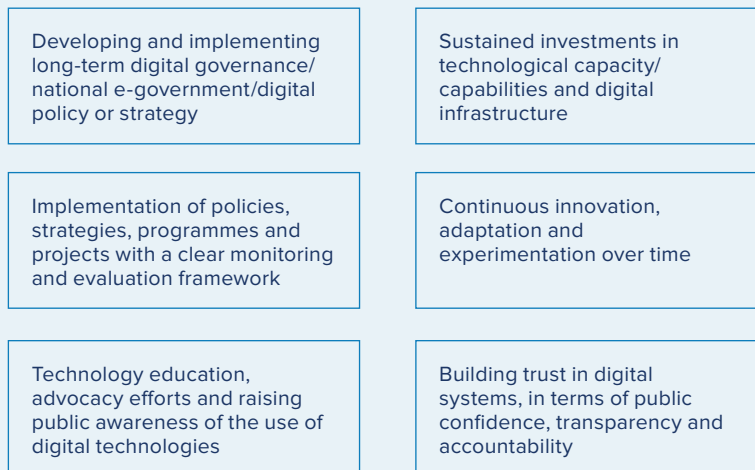 Developing and implementing
long-term digital governance/
national e-government/digital
policy or strategy
Sustained investments in
technological capacity/
capabilities and digital
infrastructure
Implementation of policies,
strategies, programmes and
projects with a clear monitoring
and evaluation framework
Continuous innovation,
adaptation and
experimentation over time
Technology education,
advocacy efforts and raising
public awareness of the use of
digital technologies
Building trust in digital
systems, in terms of public
confidence, transparency and
accountability